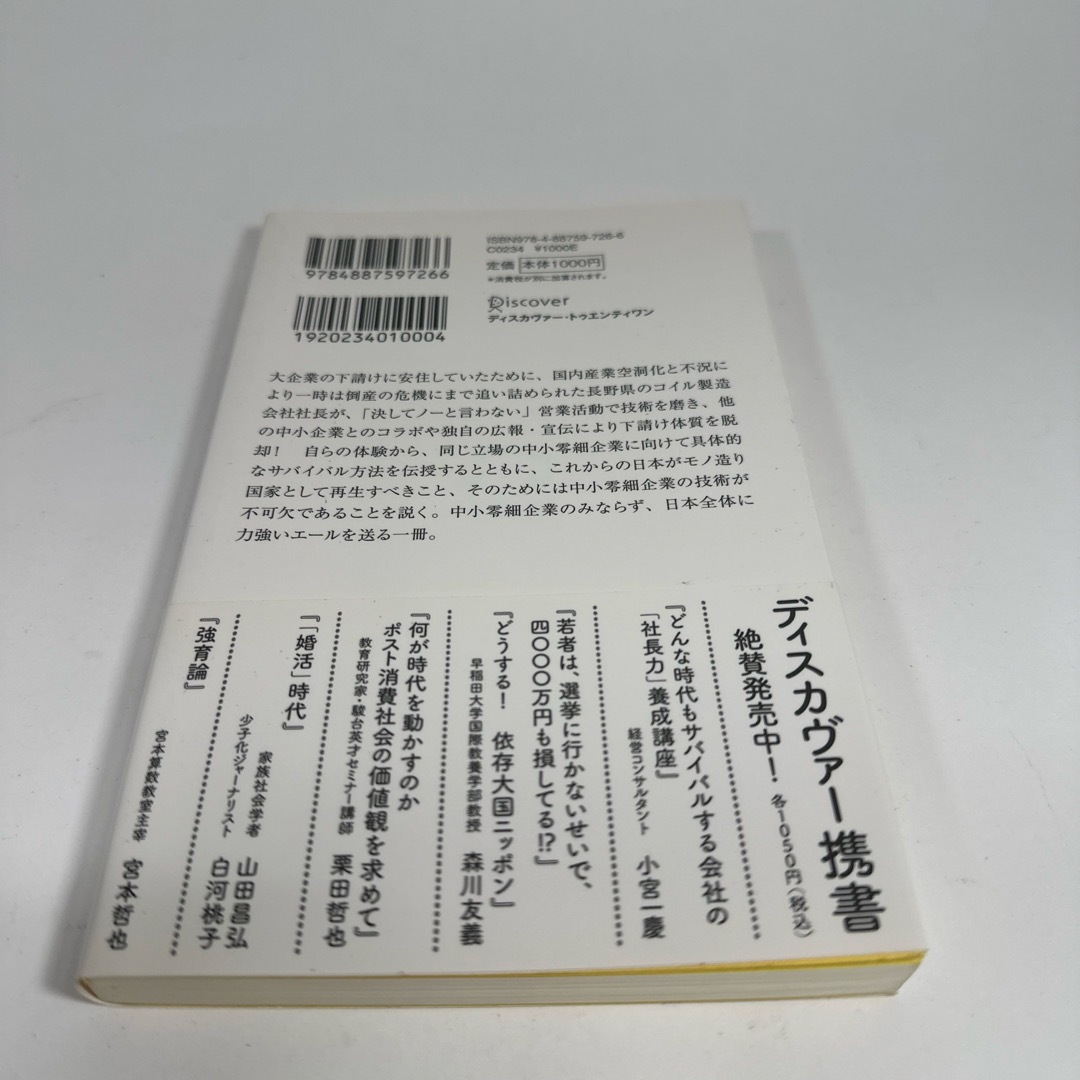 9784887597266
1920234010004
ISBN978-4-88759-726-6
C0234 ¥1000E
定価 本体1000円
*消費税が別に加算されます。
Discover
ディスカヴァー・トゥエンティワン
大企業の下請けに安住していたために、国内産業空洞化と不況に
より一時は倒産の危機にまで追い詰められた長野県のコイル製造
会社社長が、「決してノーと言わない」営業活動で技術を磨き、他
の中小企業とのコラボや独自の広報・宣伝により下請け体質を脱
却！ 自らの体験から、同じ立場の中小零細企業に向けて具体的
なサバイバル方法を伝授するとともに、これからの日本がモノ造り
国家として再生すべきこと、そのためには中小零細企業の技術が
不可欠であることを説く。中小零細企業のみならず、日本全体に
力強いエールを送る一冊。
ディスカヴァー携書
絶賛発売中！ 各1050円（税込）
『どんな時代もサバイバルする会社の
「社長力」養成講座』
経営コンサルタント 小宮一慶
『若者は、選挙に行かないせいで、
四〇〇〇万円も損してる!?』
『どうする！ 依存大国ニッポン』
早稲田大学国際教養学部教授 森川友義
『何が時代を動かすのか
ポスト消費社会の価値観を求めて』
教育研究家・駿台英才セミナー講師 栗田哲也
『「婚活」時代』
家族社会学者 山田昌弘
少子化ジャーナリスト 白河桃子
『強育論』
宮本算数教室主宰 宮本哲也